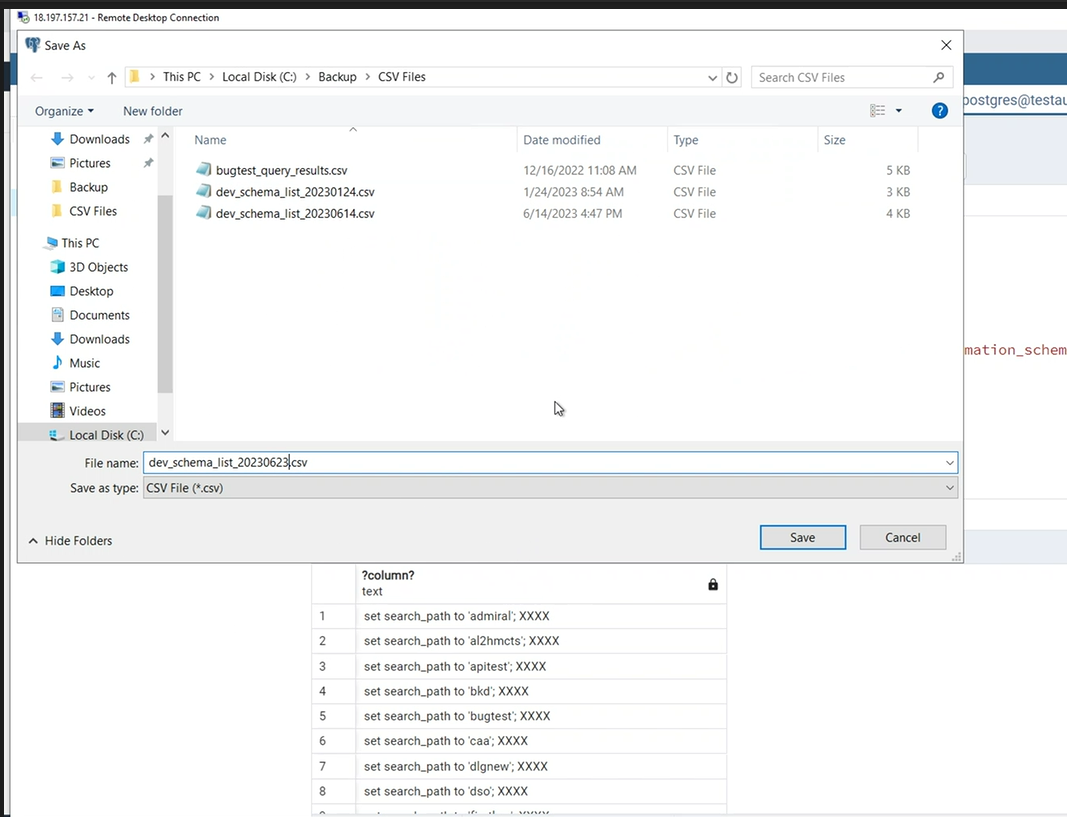 18.197.157.21 - Remote Desktop Connection
Save As
This PC > Local Disk (C:) > Backup > CSV Files
Search CSV Files
postgres@testau
Organize
New folder
?
Name
Date modified
Type
Size
bugtest_query_results.csv 12/16/2022 11:08 AM CSV File 5 KB
dev_schema_list_20230124.csv 1/24/2023 8:54 AM CSV File 3 KB
dev_schema_list_20230614.csv 6/14/2023 4:47 PM CSV File 4 KB
Downloads
Pictures
Backup
CSV Files
This PC
3D Objects
Desktop
Documents
Downloads
Music
Pictures
Videos
Local Disk (C:)
mation_schem
File name: dev_schema_list_20230623.csv
Save as type: CSV File (*.csv)
Hide Folders
Save
Cancel
?column?
text
1 set search_path to 'admiral'; XXXX
2 set search_path to 'al2hmcts'; XXXX
3 set search_path to 'apitest'; XXXX
4 set search_path to 'bkd'; XXXX
5 set search_path to 'bugtest'; XXXX
6 set search_path to 'caa'; XXXX
7 set search_path to 'dlgnew'; XXXX
8 set search_path to 'dso'; XXXX